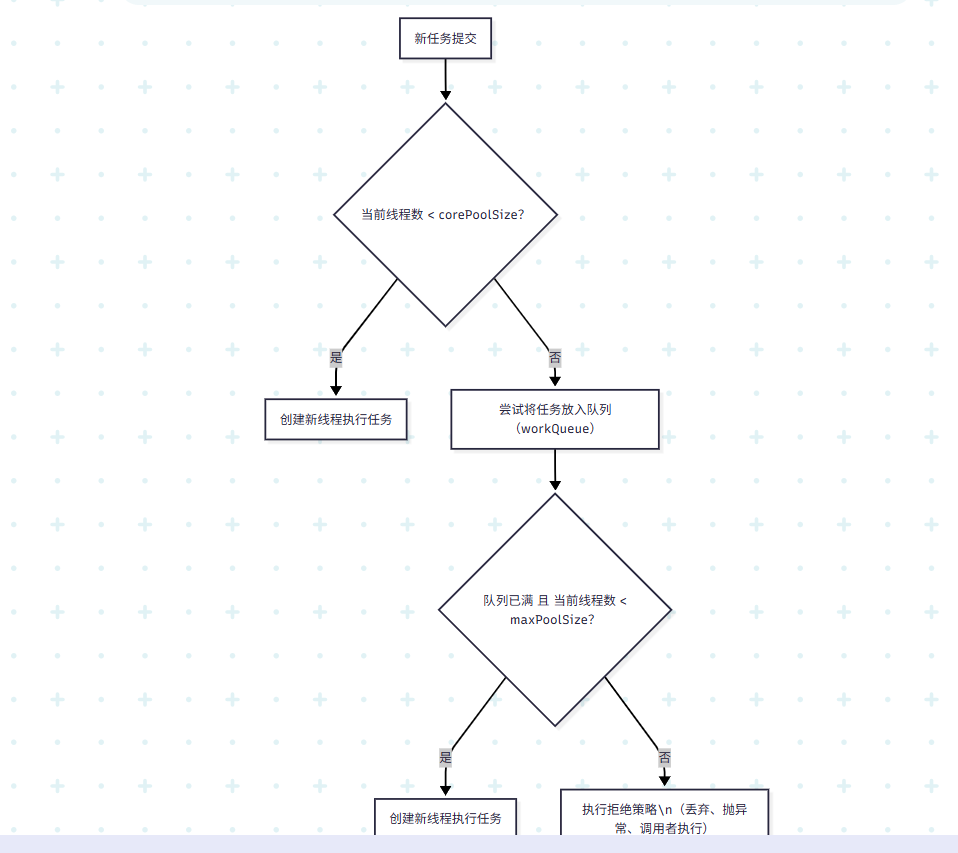 新任务提交
当前线程数 < corePoolSize?
是
否
创建新线程执行任务
尝试将任务放入队列
（workQueue）
队列已满 且 当前线程数 <
maxPoolSize?
是
否
创建新线程执行任务
执行拒绝策略\n（丢弃、抛异
常、调用者执行）